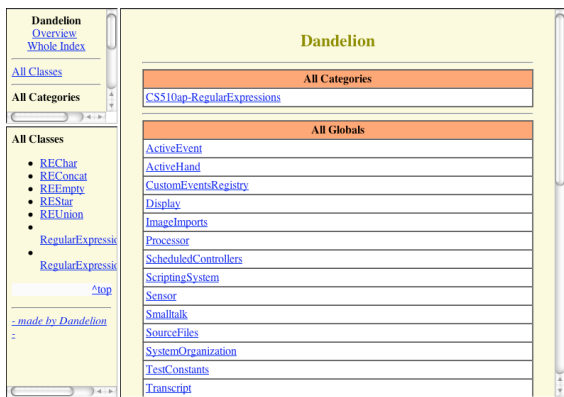 Dandelion
Overview
Whole Index
All Classes
All Categories
All Classes
REChar
REConcat
REEmpty
REStar
REUnion
RegularExpressio
RegularExpressio
^top
- made by Dandelion
-
Dandelion
All Categories
CS510ap-RegularExpressions
All Globals
ActiveEvent
ActiveHand
CustomEventsRegistry
Display
ImageImports
Processor
ScheduledControllers
ScriptingSystem
Sensor
Smalltalk
SourceFiles
SystemOrganization
TestConstants
Transcript